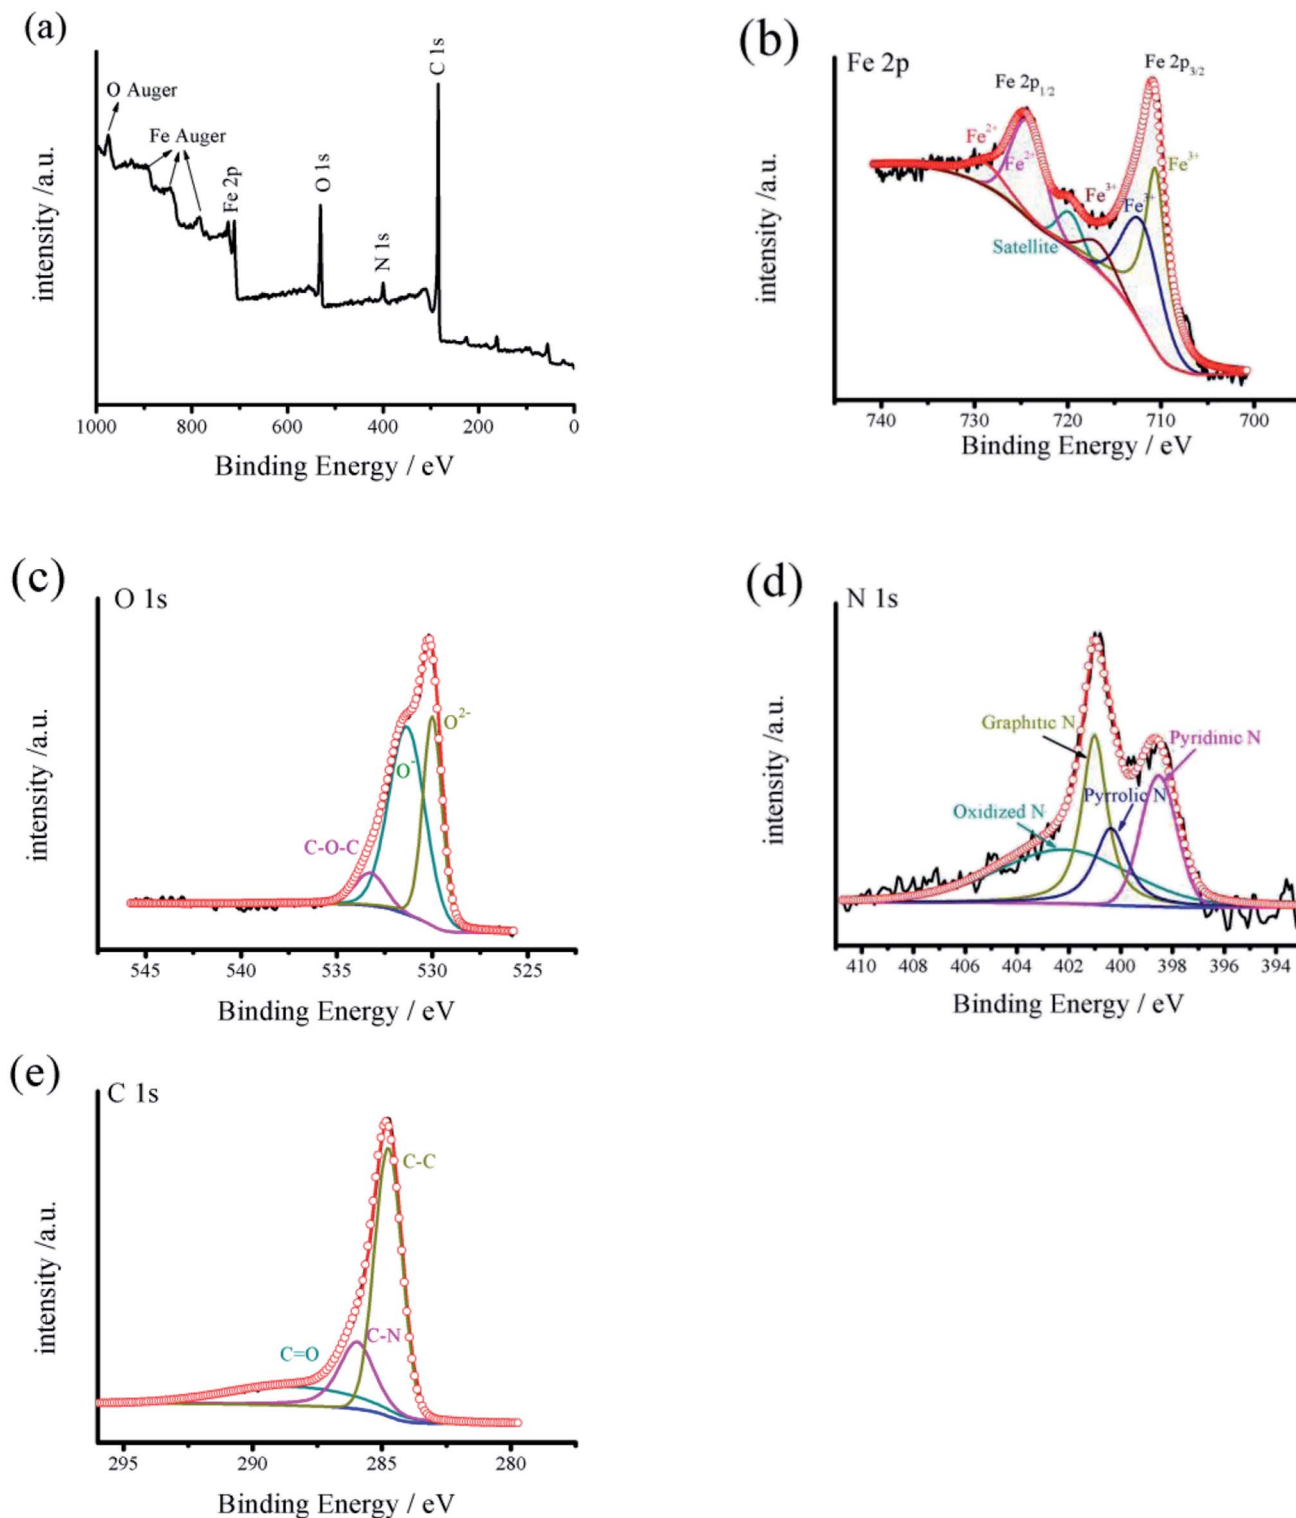 (a)
O Auger
Fe Auger
Fe 2p
O 1s
N 1s
C 1s
intensity /a.u.
1000 800 600 400 200 0
Binding Energy / eV
(b)
Fe 2p
Fe 2p1/2
Fe 2p3/2
Fe2+
Fe2+
Fe3+
Fe3+
Fe3+
Satellite
intensity /a.u.
740 730 720 710 700
Binding Energy / eV
(c)
O 1s
O2-
O-
C-O-C
intensity /a.u.
545 540 535 530 525
Binding Energy / eV
(d)
N 1s
Graphitic N
Pyridinic N
Pyrrolic N
Oxidized N
intensity /a.u.
410 408 406 404 402 400 398 396 394
Binding Energy / eV
(e)
C 1s
C-C
C-N
C=O
intensity /a.u.
295 290 285 280
Binding Energy / eV